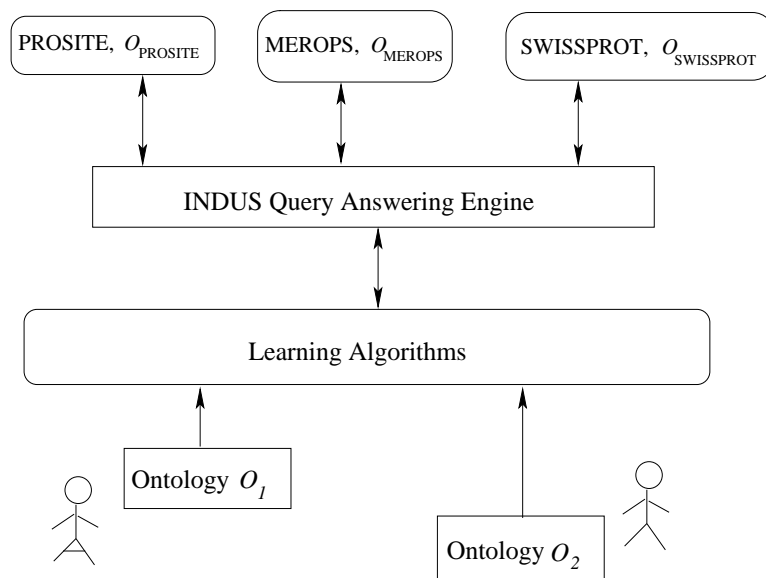 PROSITE, O_PROSITE
MEROPS, O_MEROPS
SWISSPROT, O_SWISSPROT
INDUS Query Answering Engine
Learning Algorithms
Ontology O_1
Ontology O_2